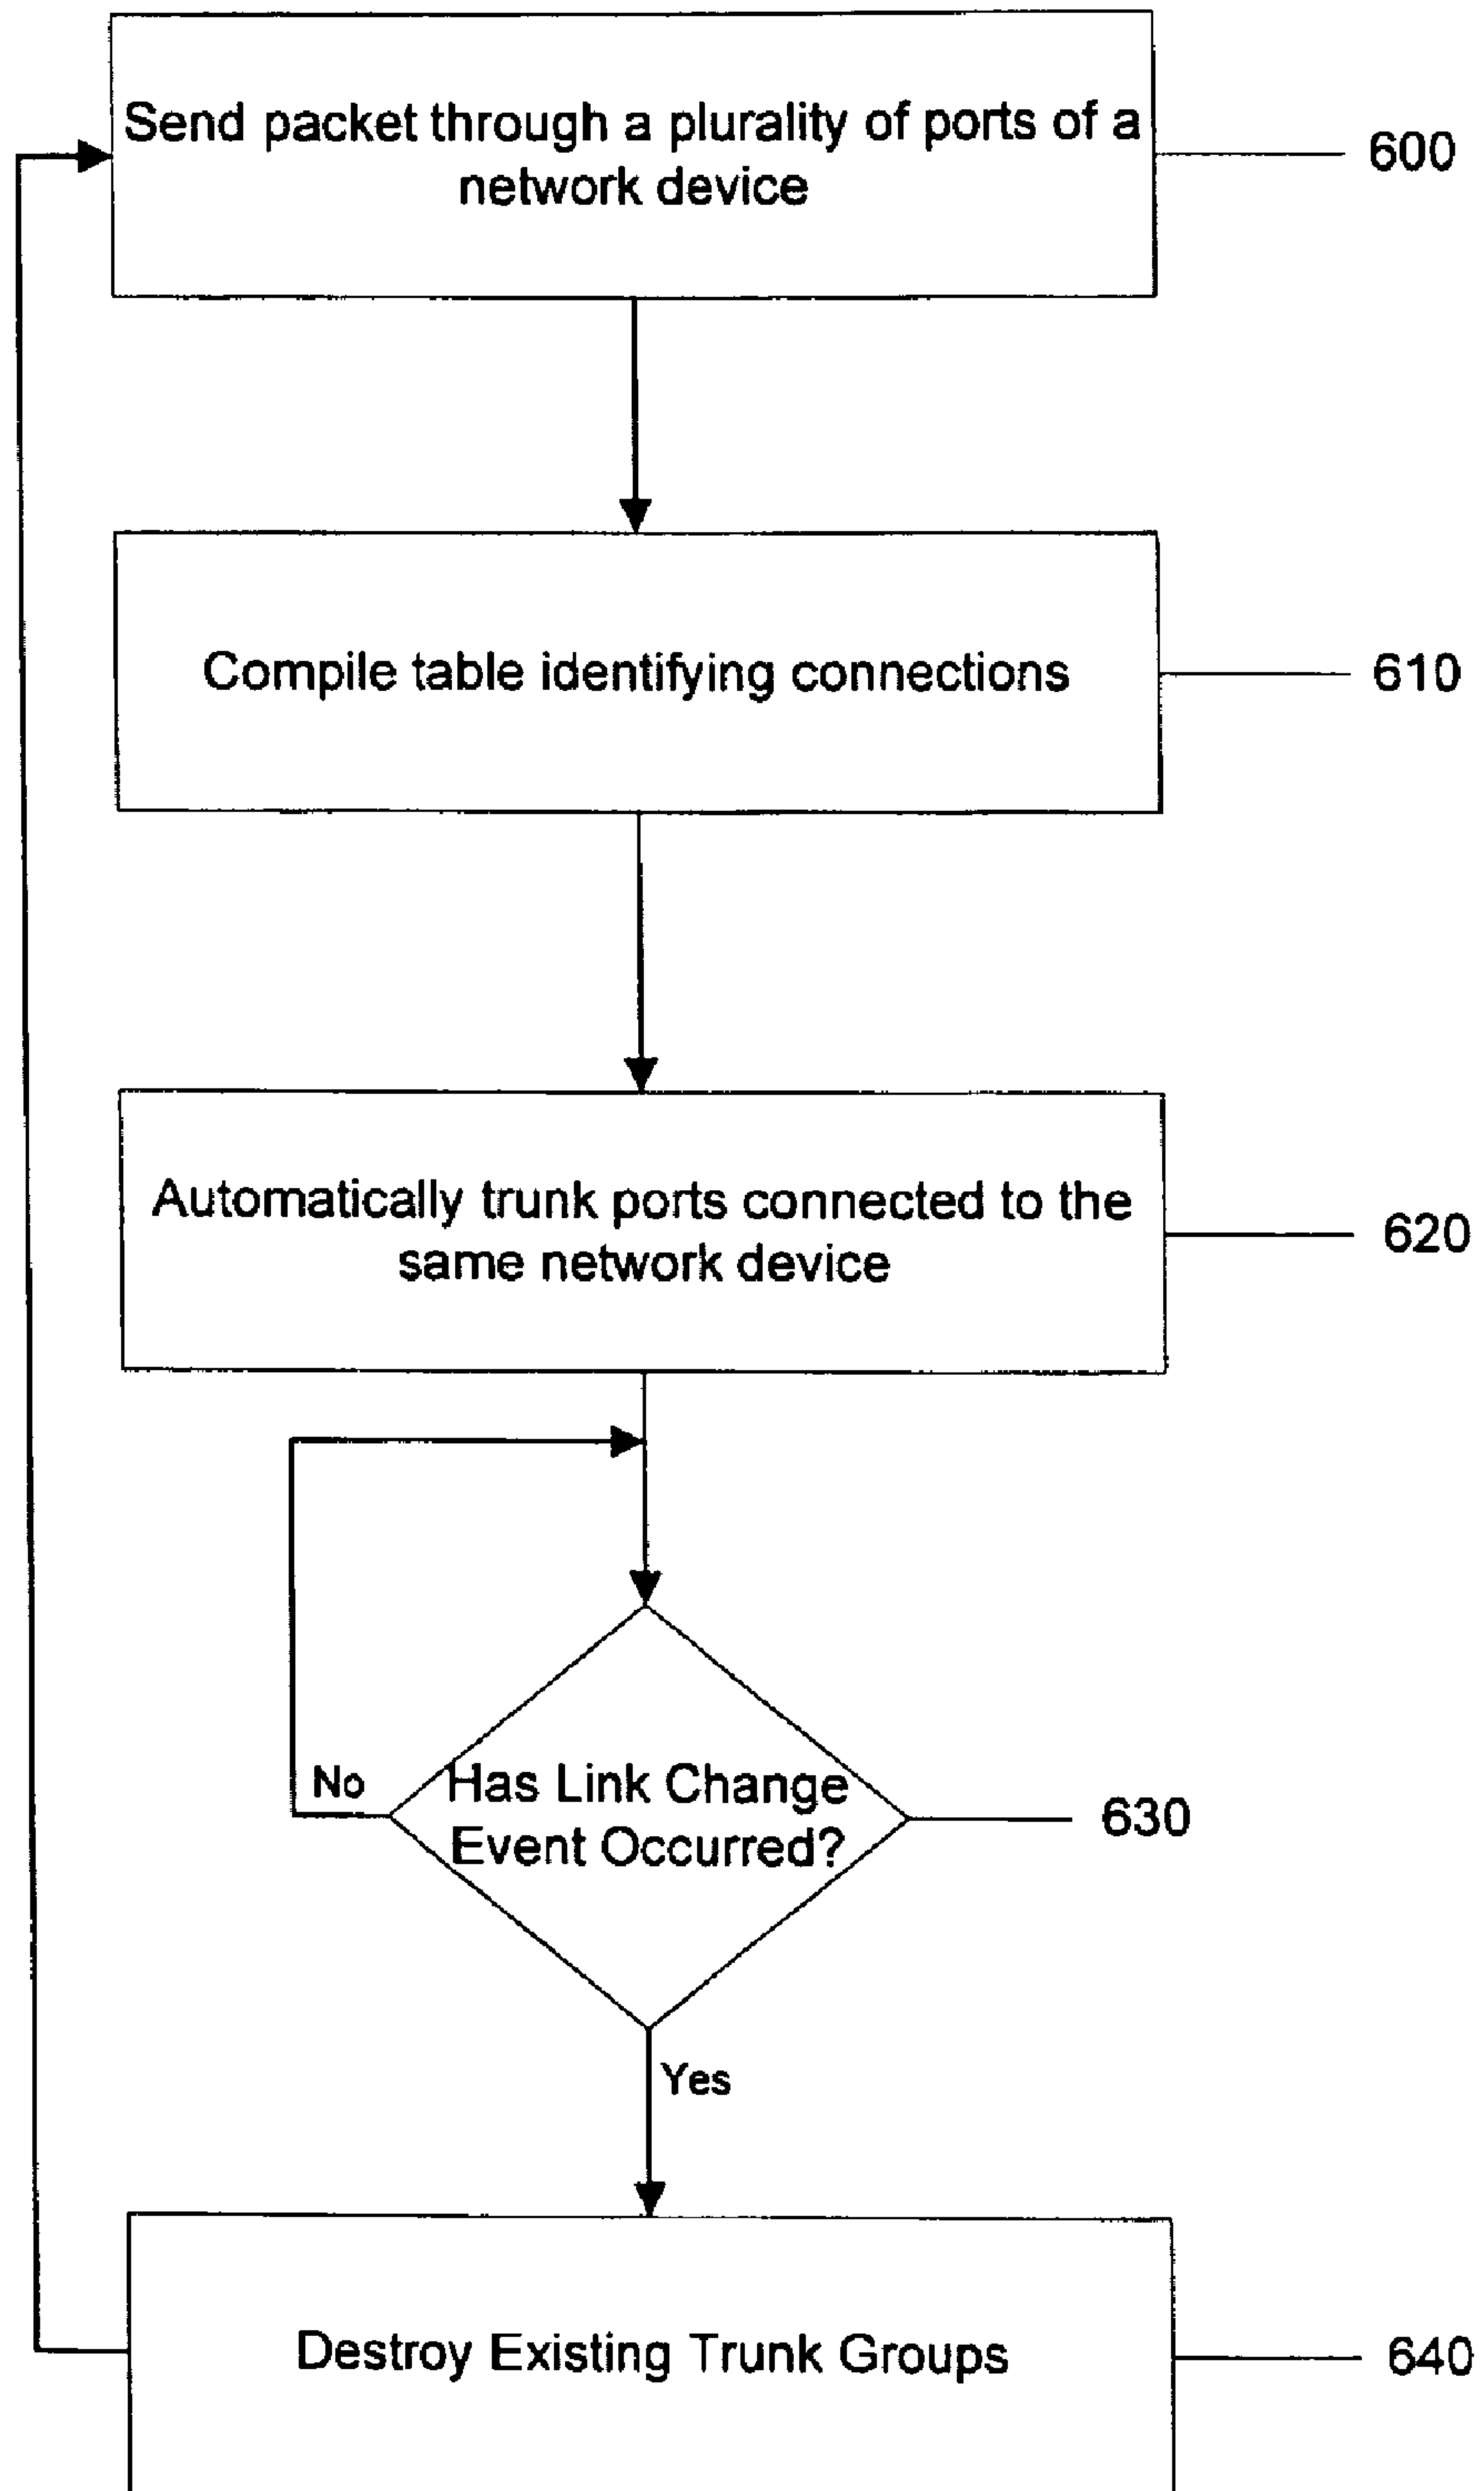 Send packet through a plurality of ports of a
network device
600
Compile table identifying connections
610
Automatically trunk ports connected to the
same network device
620
No
Has Link Change
Event Occurred?
630
Yes
Destroy Existing Trunk Groups
640